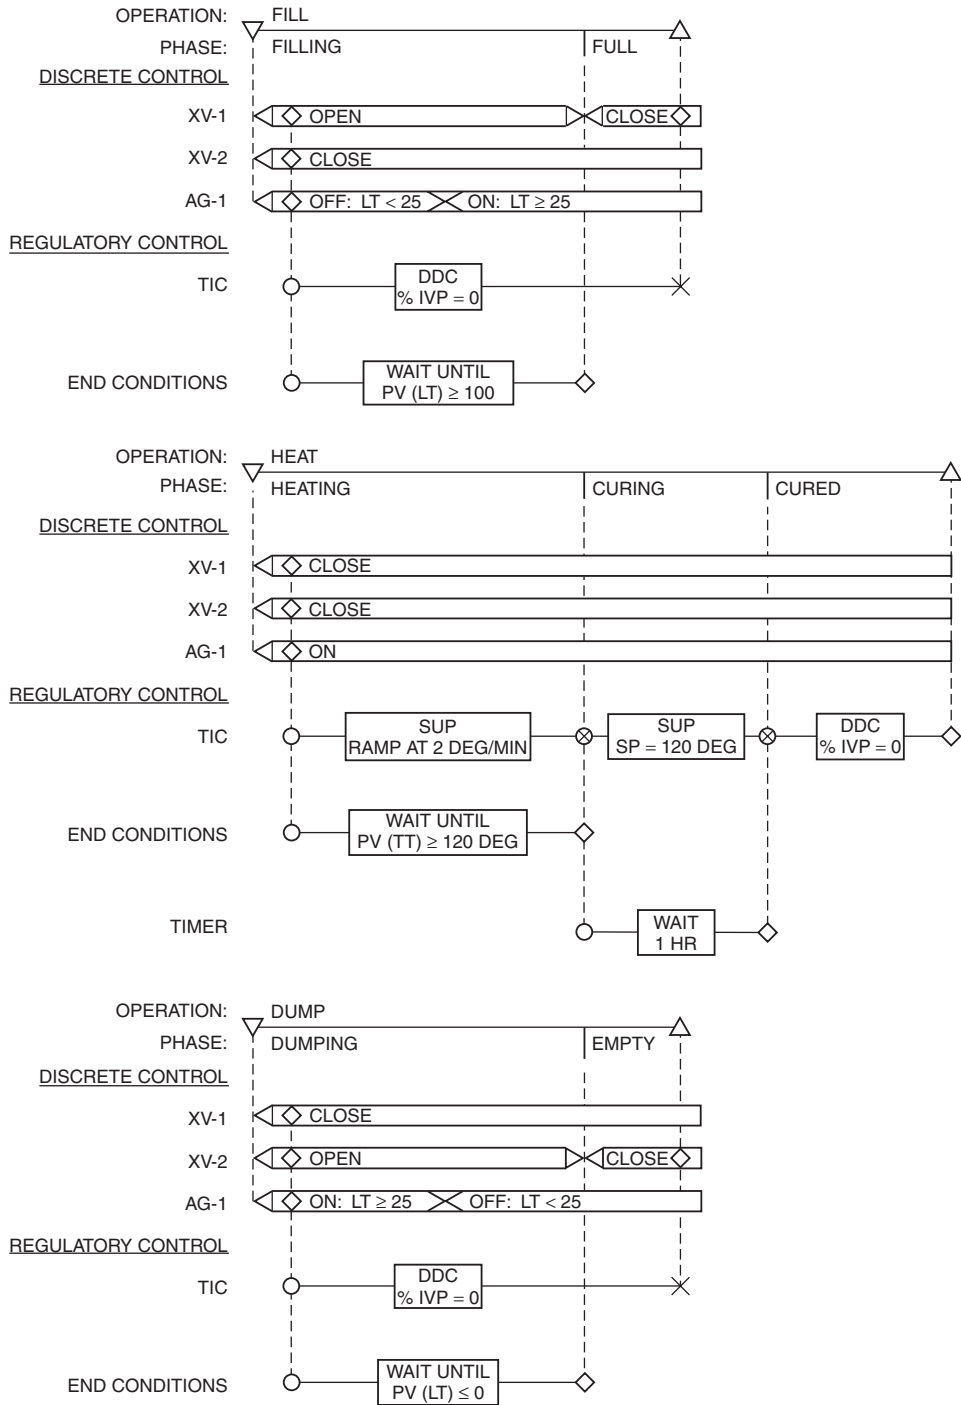 OPERATION: FILL
PHASE: FILLING FULL
DISCRETE CONTROL
XV-1 OPEN CLOSE
XV-2 CLOSE
AG-1 OFF: LT < 25 ON: LT ≥ 25
REGULATORY CONTROL
TIC DDC
% IVP = 0
END CONDITIONS WAIT UNTIL
PV (LT) ≥ 100
OPERATION: HEAT
PHASE: HEATING CURING CURED
DISCRETE CONTROL
XV-1 CLOSE
XV-2 CLOSE
AG-1 ON
REGULATORY CONTROL
TIC SUP SUP DDC
RAMP AT 2 DEG/MIN SP = 120 DEG % IVP = 0
END CONDITIONS WAIT UNTIL
PV (TT) ≥ 120 DEG
TIMER WAIT
1 HR
OPERATION: DUMP
PHASE: DUMPING EMPTY
DISCRETE CONTROL
XV-1 CLOSE
XV-2 OPEN CLOSE
AG-1 ON: LT ≥ 25 OFF: LT < 25
REGULATORY CONTROL
TIC DDC
% IVP = 0
END CONDITIONS WAIT UNTIL
PV (LT) ≤ 0